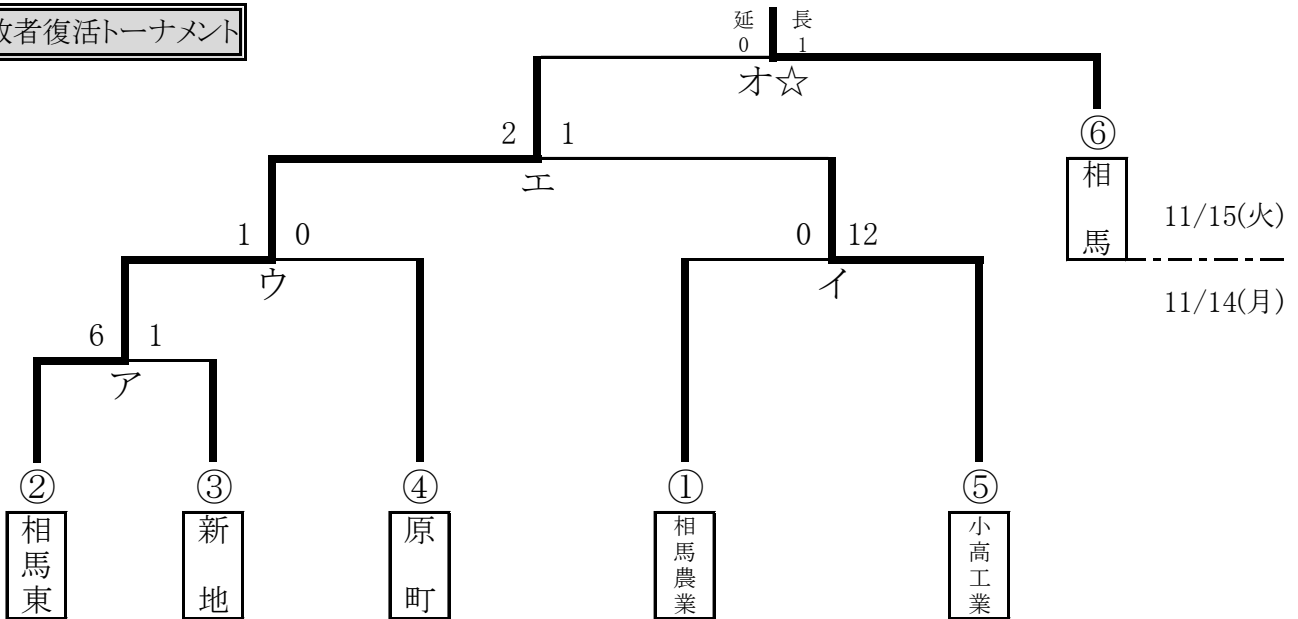 者復活トーナメント
延 長
0 1
オ☆
2 1
⑥
エ
相馬
11/15(火)
1 0
0 12
ウ
イ
11/14(月)
6 1
ア
② ③ ④ ① ⑤
相馬東
新地
原町
相馬農業
小高工業